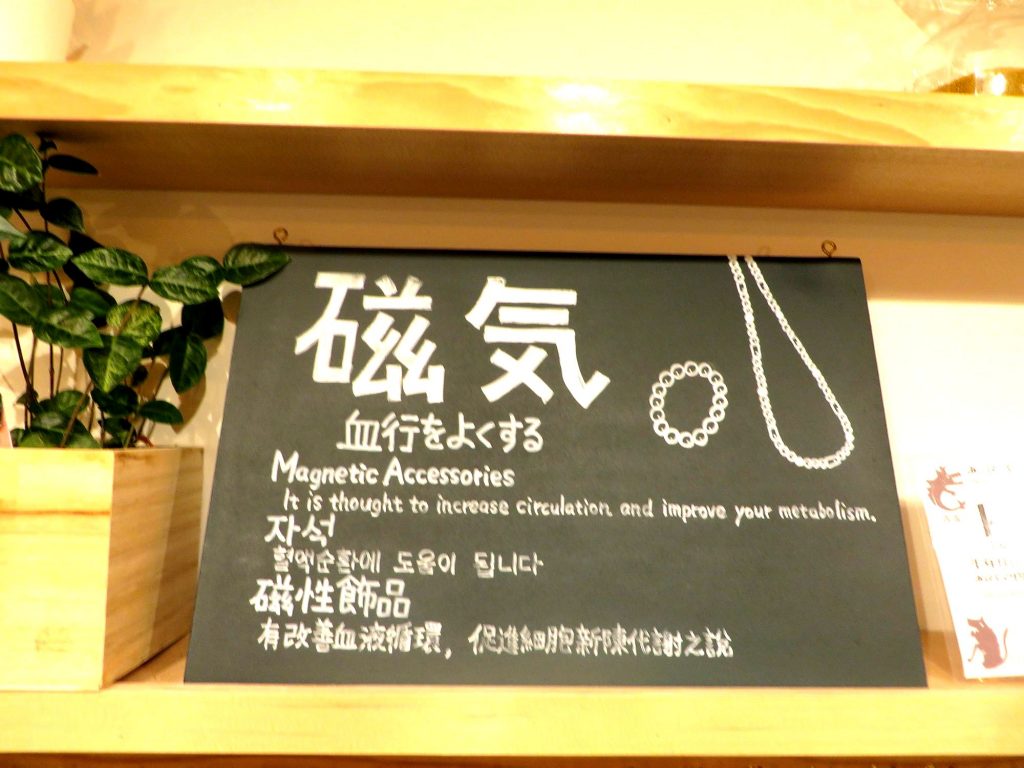 磁気
血行をよくする
Magnetic Accessories
It is thought to increase circulation and improve your metabolism.
자석
혈액순환에 도움이 됩니다
磁性飾品
有改善血液循環，促進細胞新陳代謝之說